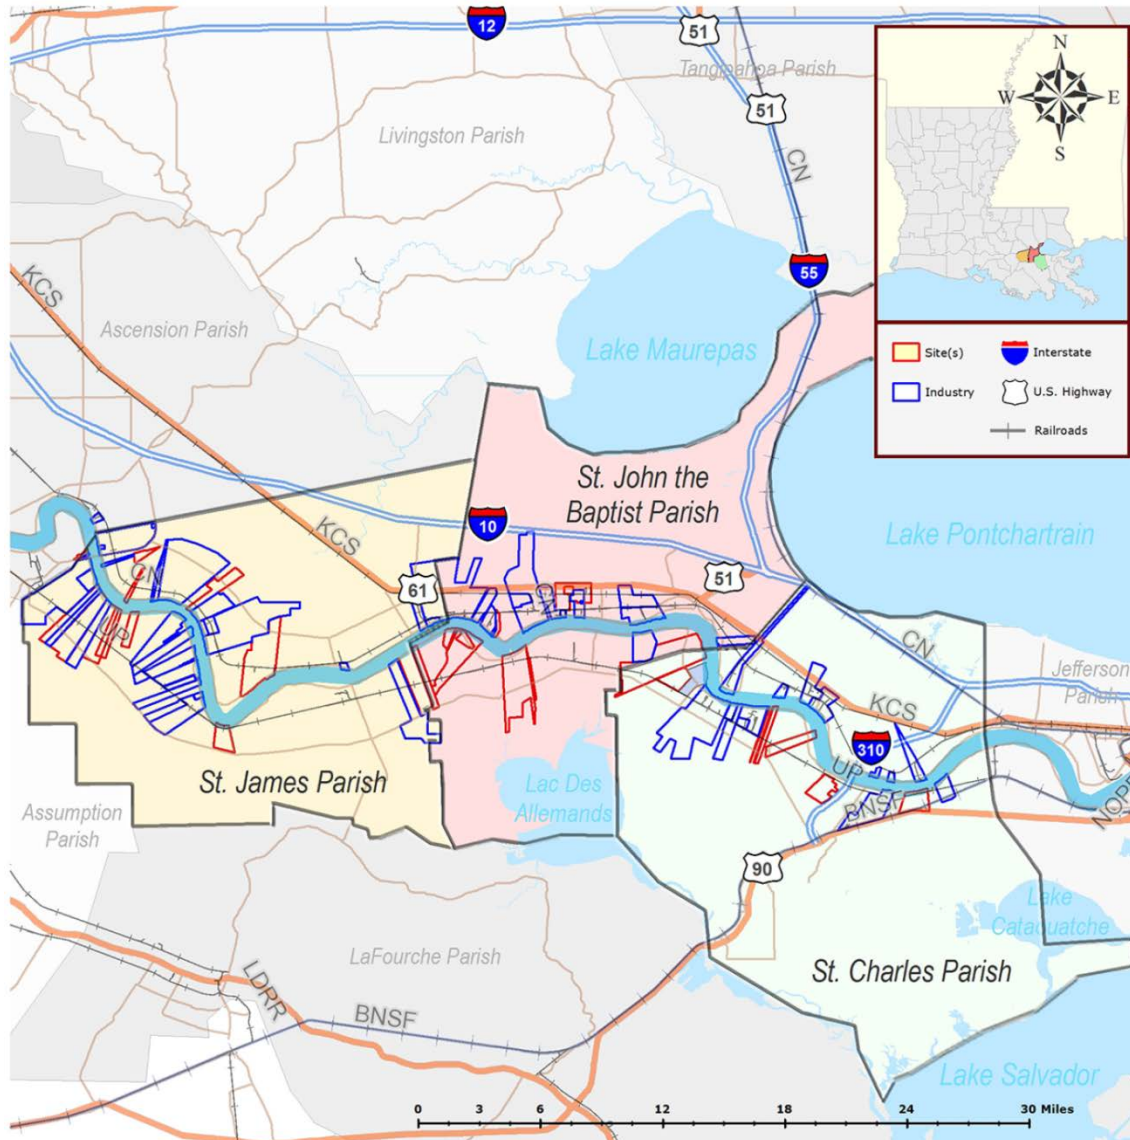 12
51
Tangipahoa Parish
N
W
E
S
51
Livingston Parish
CN
55
KCS
Ascension Parish
Lake Maurepas
Site(s)
Interstate
Industry
U.S. Highway
Railroads
St. John the
Baptist Parish
10
KCS
Lake Pontchartrain
CN
61
CN
51
UP
CN
Jefferson
Parish
KCS
310
St. James Parish
UP
Lac Des
Allemands
BNSF
Assumption
Parish
90
Lake
Cataouatche
LaFourche Parish
St. Charles Parish
LDRR
BNSF
Lake Salvador
0
3
6
12
18
24
30 Miles